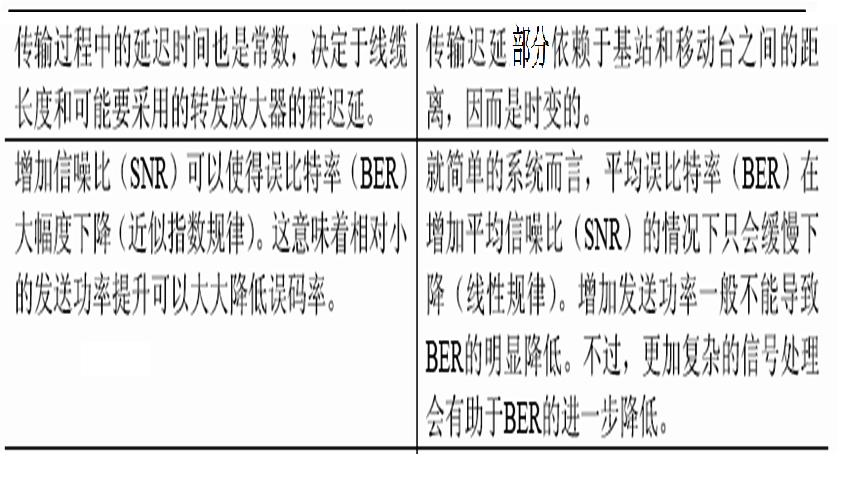 传输过程中的延迟时间也是常数，决定于线缆
长度和可能要采用的转发放大器的群迟延。
传输迟延部分依赖于基站和移动台之间的距
离，因而是时变的。
增加信噪比（SNR）可以使得误比特率（BER）
大幅度下降（近似指数规律）。这意味着相对小
的发送功率提升可以大大降低误码率。
就简单的系统而言，平均误比特率（BER）在
增加平均信噪比（SNR）的情况下只会缓慢下
降（线性规律）。增加发送功率一般不能导致
BER的明显降低。不过，更加复杂的信号处理
会有助于BER的进一步降低。